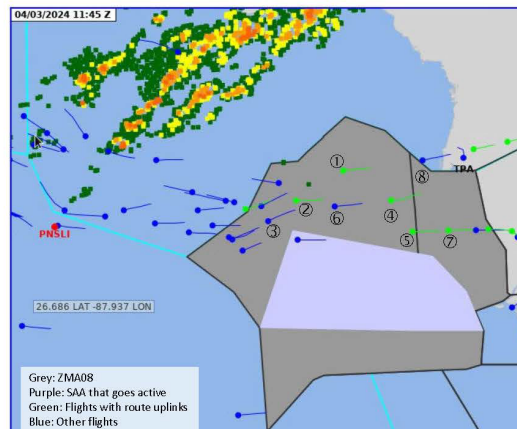 04/03/2024 11:45 Z
①
⑧
TPA
②
④
⑥
③
⑤
⑦
PNSLI
26.686 LAT -87.937 LON
Grey: ZMA08
Purple: SAA that goes active
Green: Flights with route uplinks
Blue: Other flights